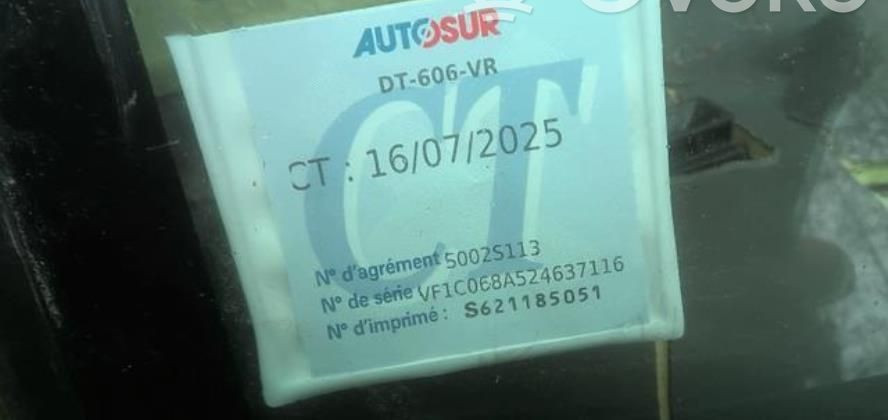 AUTOSUR
DT-606-VR
CT : 16/07/2025
N° d'agrément 5002S113
N° de série VF1C068A524637116
N° d'imprimé : S621185051